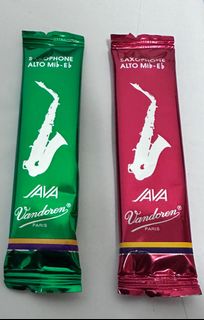 SAXOPHONE
ALTO MIb-Eb
JAVA
Vandoren®
PARIS
SAXOPHONE
ALTO MIb-Eb
JAVA
Vandoren®
PARIS